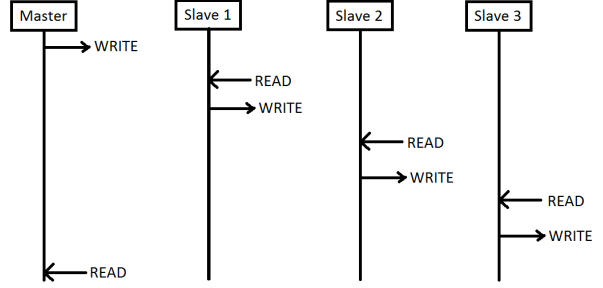 Master
Slave 1
Slave 2
Slave 3
WRITE
READ
WRITE
READ
WRITE
READ
WRITE
READ